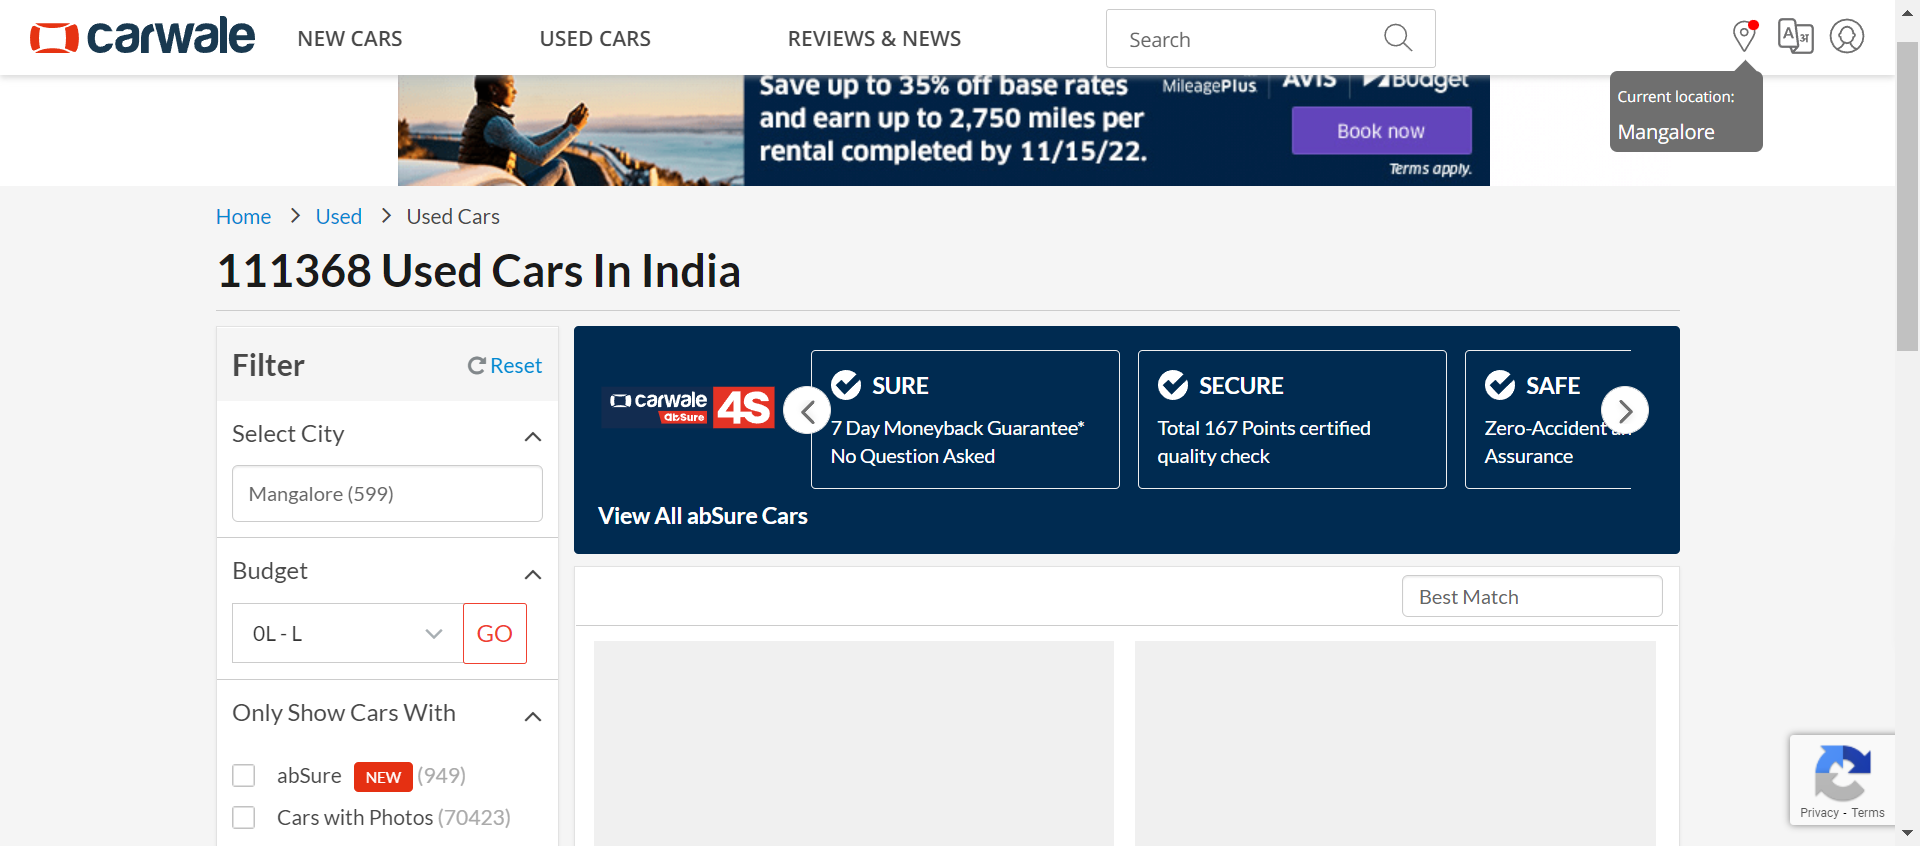 carwale
NEW CARS
USED CARS
REVIEWS & NEWS
Search
Current location:
Mangalore
Save up to 35% off base rates
and earn up to 2,750 miles per
rental completed by 11/15/22.
MileagePlus
AVIS
Budget
Book now
Terms apply.
Home > Used > Used Cars
111368 Used Cars In India
Filter
Reset
Select City
Mangalore (599)
Budget
0L - L
GO
Only Show Cars With
abSure NEW (949)
Cars with Photos (70423)
carwale
abSure
4S
SURE
7 Day Moneyback Guarantee*
No Question Asked
SECURE
Total 167 Points certified
quality check
SAFE
Zero-Accident
Assurance
View All abSure Cars
Best Match
Privacy - Terms